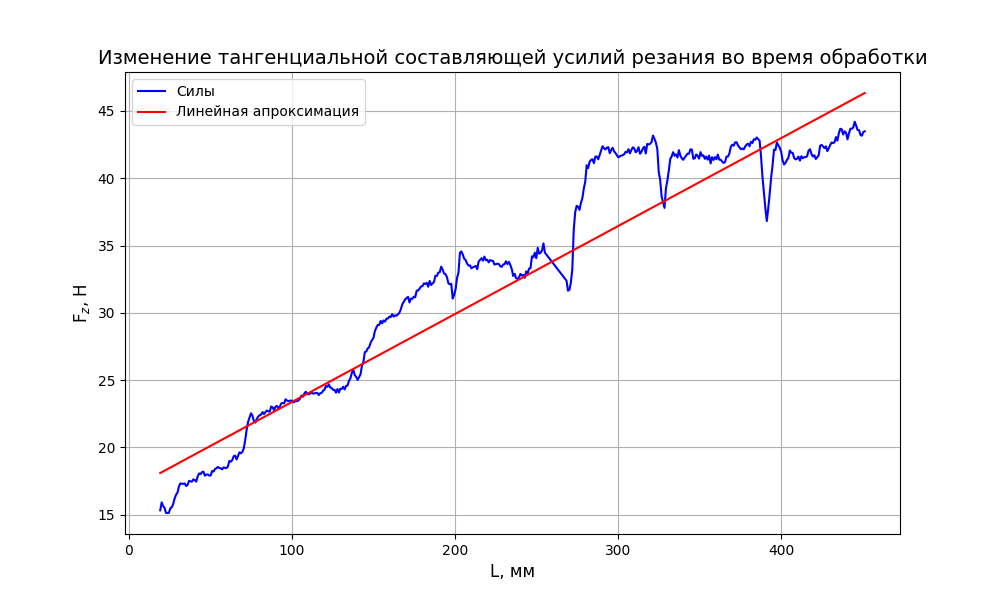 Изменение тангенциальной составляющей усилий резания во время обработки
Силы
Линейная апроксимация
45
40
35
30
25
20
15
F_z, Н
0 100 200 300 400
L, мм